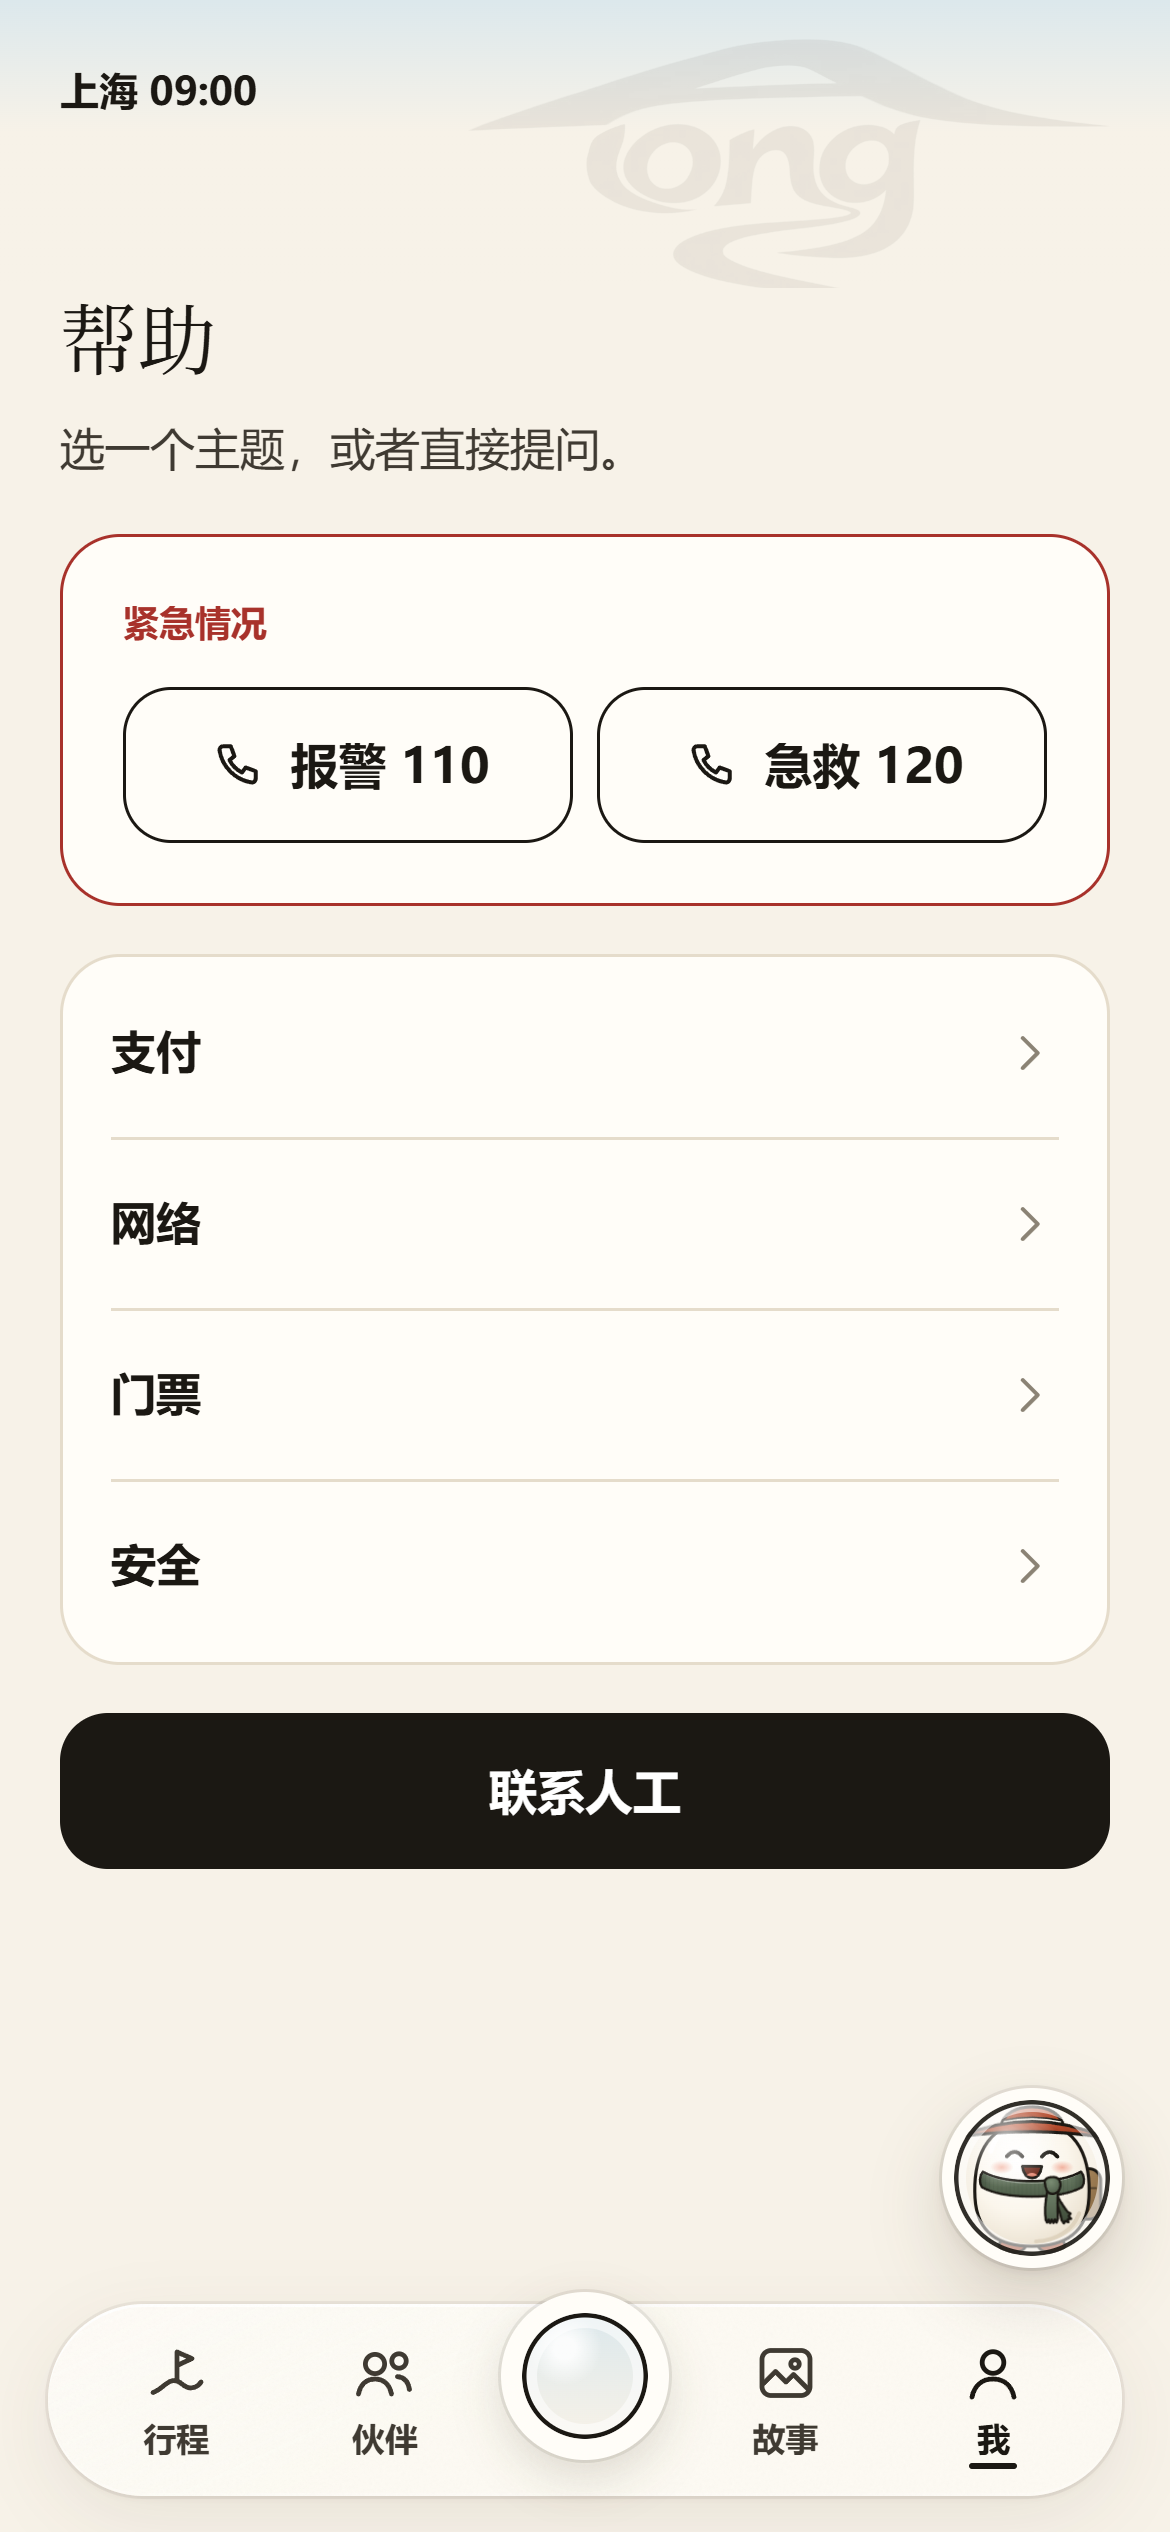 上海 09:00
long
帮助
选一个主题，或者直接提问。
紧急情况
报警 110
急救 120
支付
网络
门票
安全
联系人工
行程
伙伴
故事
我